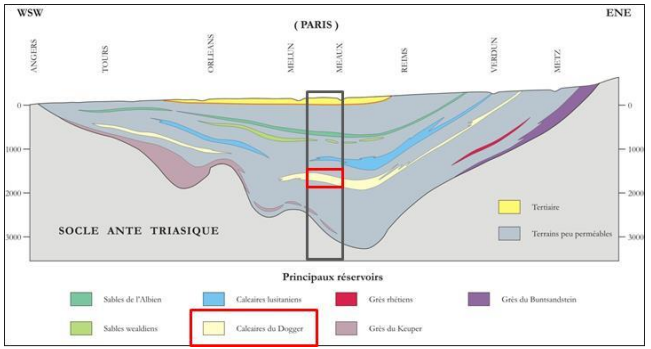 WSW
ENE
( PARIS )
ANGERS
TOURS
ORLEANS
MELUN
MEAUX
REIMS
VERDUN
METZ
0
1000
2000
3000
0
1000
2000
3000
SOCLE ANTE TRIASIQUE
Tertiaire
Terrains peu perméables
Principaux réservoirs
Sables de l'Albien
Calcaires lusitaniens
Grès rhétiens
Grès du Buntsandstein
Sables wealdiens
Calcaires du Dogger
Grès du Keuper